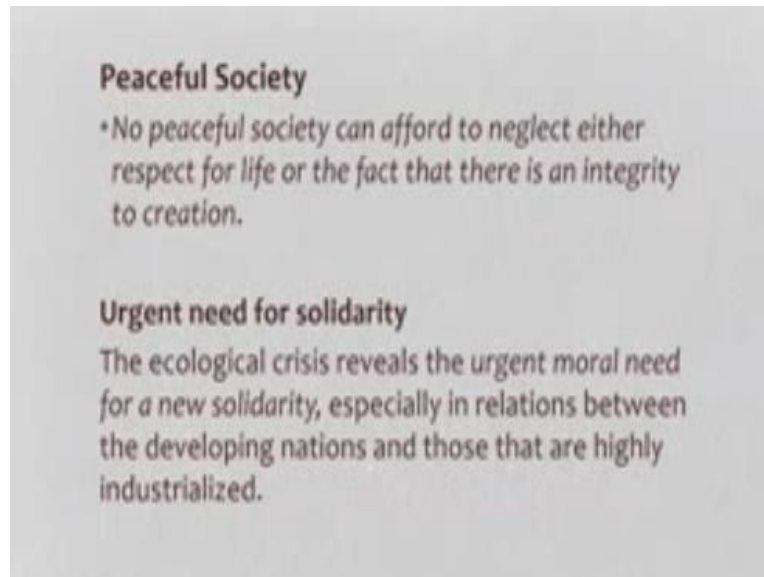 Peaceful Society
•No peaceful society can afford to neglect either
respect for life or the fact that there is an integrity
to creation.
Urgent need for solidarity
The ecological crisis reveals the urgent moral need
for a new solidarity, especially in relations between
the developing nations and those that are highly
industrialized.